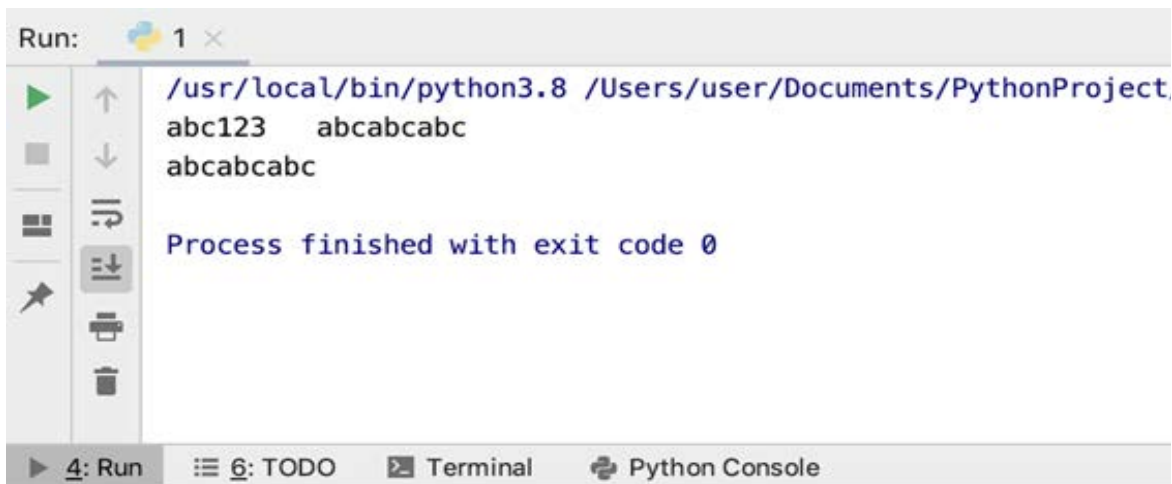 Run: 1
/usr/local/bin/python3.8 /Users/user/Documents/PythonProject/
abc123   abcabcabc
abcabcabc
Process finished with exit code 0
4: Run 6: TODO Terminal Python Console